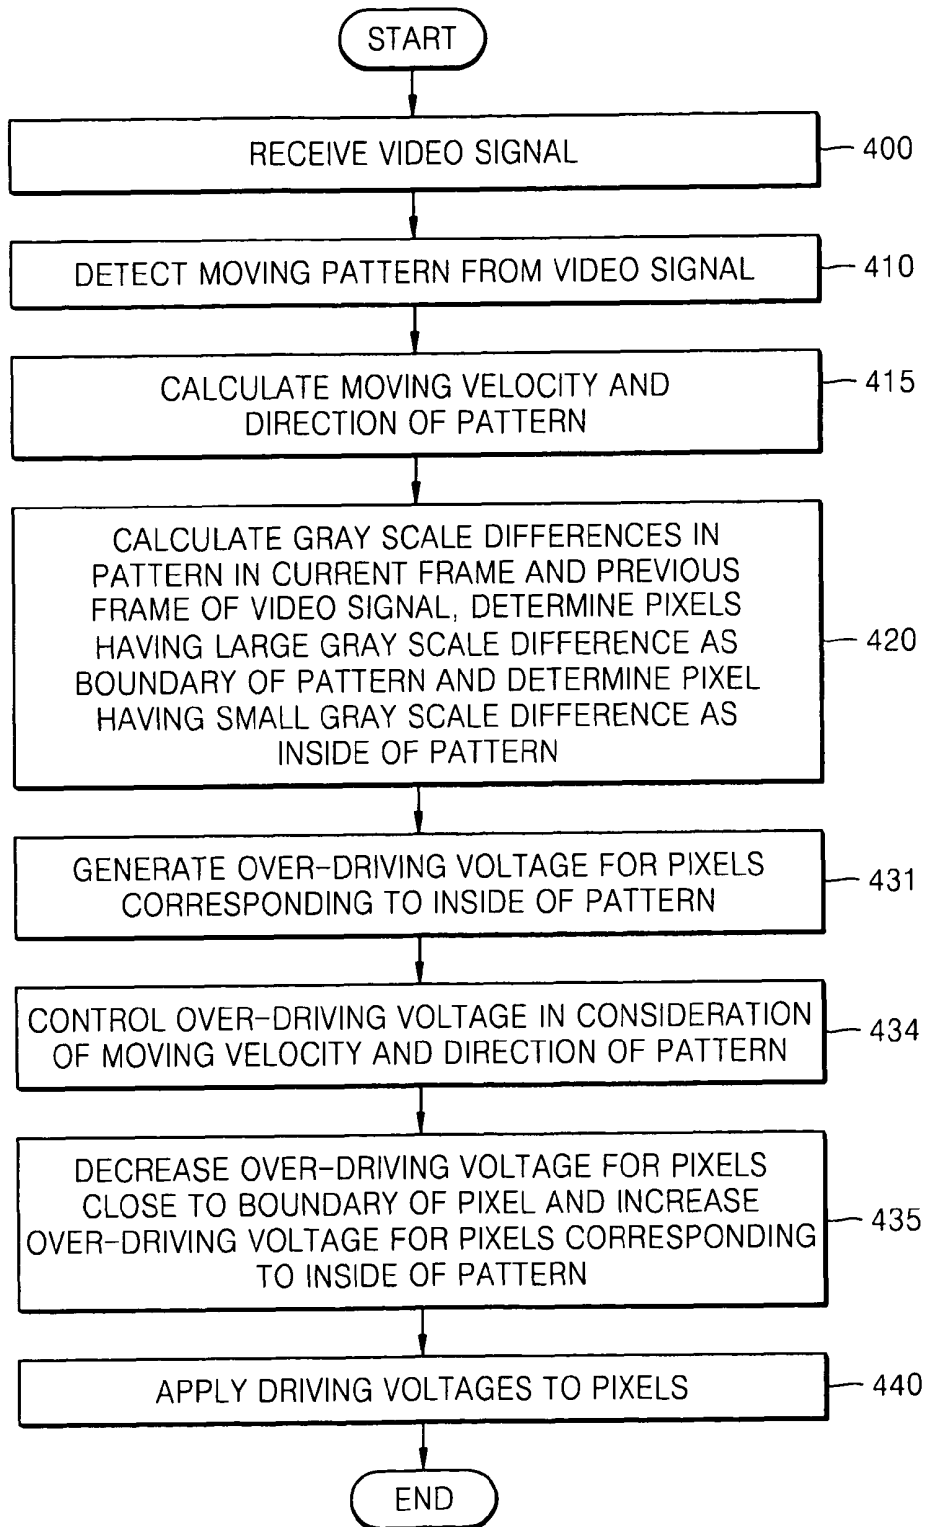 START
RECEIVE VIDEO SIGNAL
400
DETECT MOVING PATTERN FROM VIDEO SIGNAL
410
CALCULATE MOVING VELOCITY AND
DIRECTION OF PATTERN
415
CALCULATE GRAY SCALE DIFFERENCES IN
PATTERN IN CURRENT FRAME AND PREVIOUS
FRAME OF VIDEO SIGNAL, DETERMINE PIXELS
HAVING LARGE GRAY SCALE DIFFERENCE AS
BOUNDARY OF PATTERN AND DETERMINE PIXEL
HAVING SMALL GRAY SCALE DIFFERENCE AS
INSIDE OF PATTERN
420
GENERATE OVER-DRIVING VOLTAGE FOR PIXELS
CORRESPONDING TO INSIDE OF PATTERN
431
CONTROL OVER-DRIVING VOLTAGE IN CONSIDERATION
OF MOVING VELOCITY AND DIRECTION OF PATTERN
434
DECREASE OVER-DRIVING VOLTAGE FOR PIXELS
CLOSE TO BOUNDARY OF PIXEL AND INCREASE
OVER-DRIVING VOLTAGE FOR PIXELS CORRESPONDING
TO INSIDE OF PATTERN
435
APPLY DRIVING VOLTAGES TO PIXELS
440
END